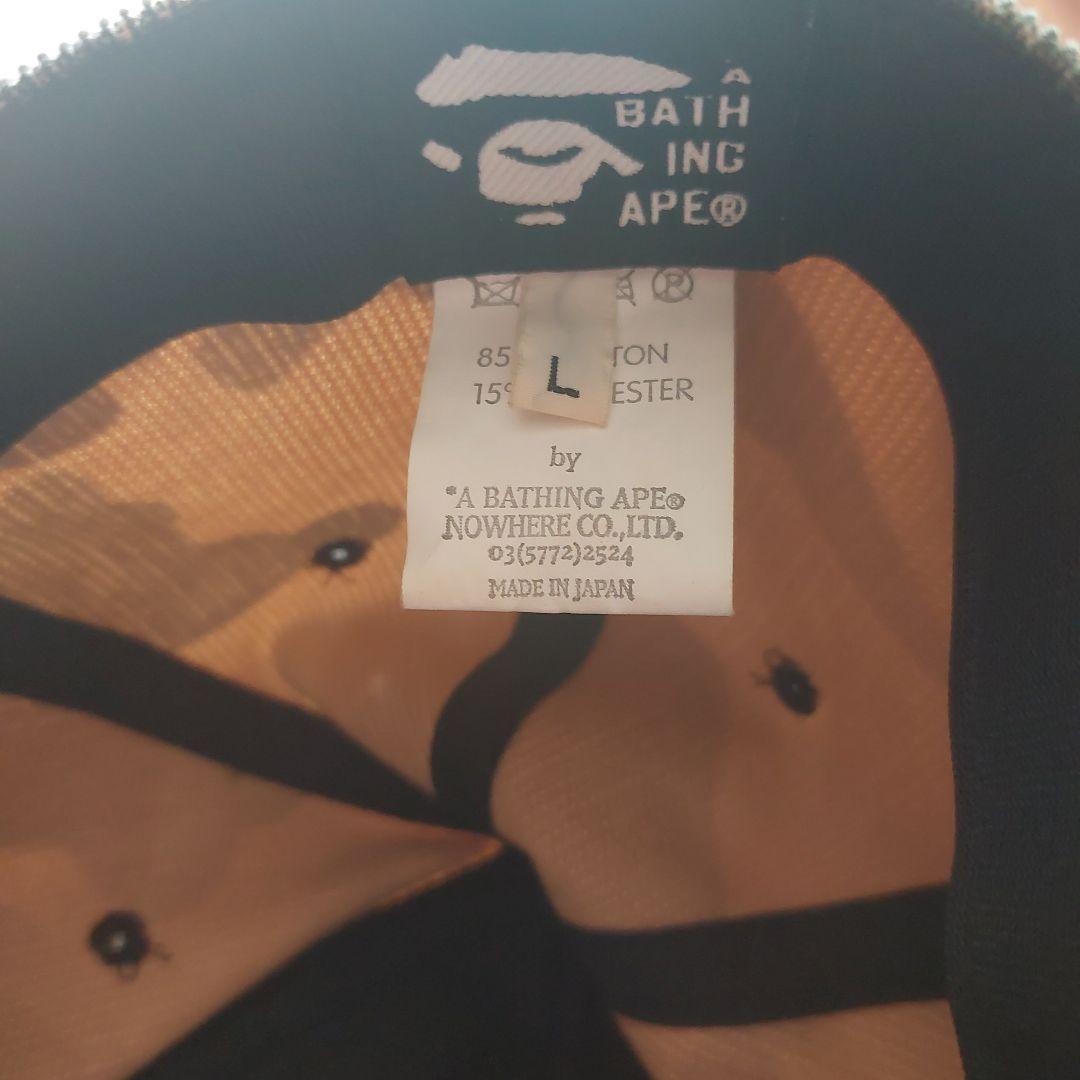 A
BATH
ING
APE®
®
85 TON
15% ESTER
L
by
*A BATHING APE®
NOWHERE CO.,LTD.
03(5772)2524
MADE IN JAPAN